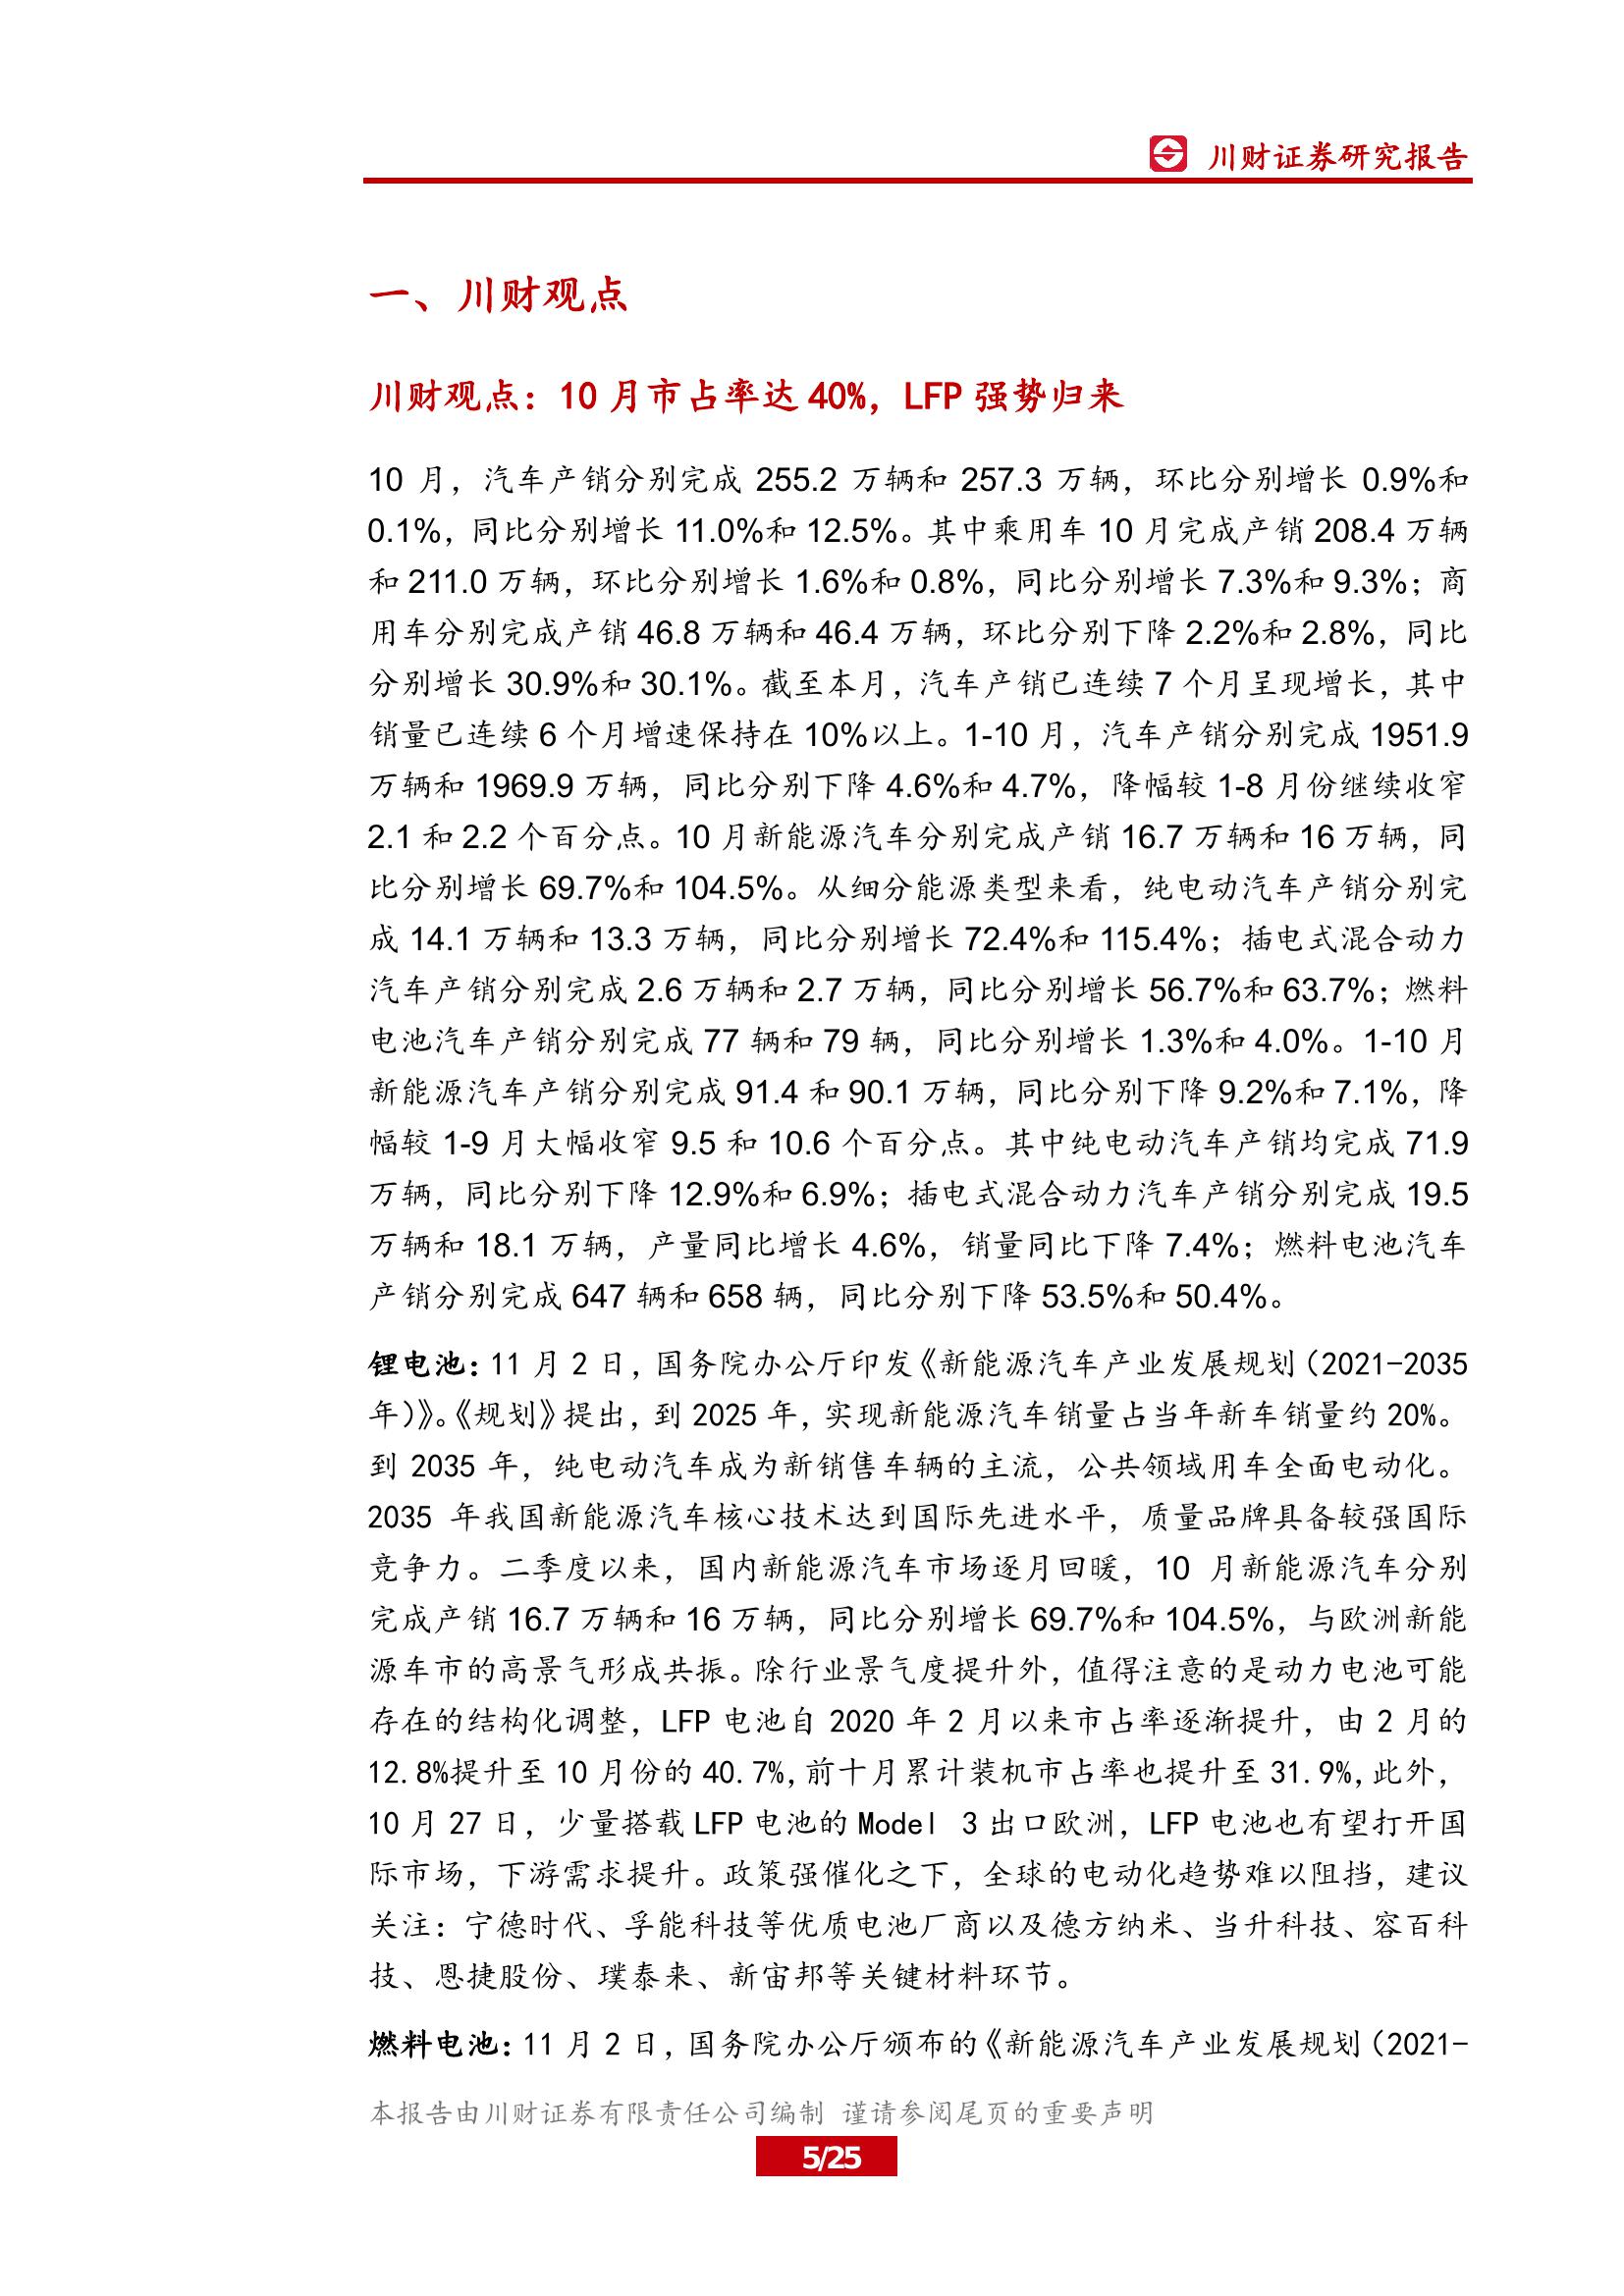 川财证券研究报告
一、川财观点
川财观点：10 月市占率达 40%，LFP 强势归来
10 月，汽车产销分别完成 255.2 万辆和 257.3 万辆，环比分别增长 0.9%和
0.1%，同比分别增长 11.0%和 12.5%。其中乘用车 10 月完成产销 208.4 万辆
和 211.0 万辆，环比分别增长 1.6%和 0.8%，同比分别增长 7.3%和 9.3%；商
用车分别完成产销 46.8 万辆和 46.4 万辆，环比分别下降 2.2%和 2.8%，同比
分别增长 30.9%和 30.1%。截至本月，汽车产销已连续 7 个月呈现增长，其中
销量已连续 6 个月增速保持在 10%以上。1-10 月，汽车产销分别完成 1951.9
万辆和 1969.9 万辆，同比分别下降 4.6%和 4.7%，降幅较 1-8 月份继续收窄
2.1 和 2.2 个百分点。10 月新能源汽车分别完成产销 16.7 万辆和 16 万辆，同
比分别增长 69.7%和 104.5%。从细分能源类型来看，纯电动汽车产销分别完
成 14.1 万辆和 13.3 万辆，同比分别增长 72.4%和 115.4%；插电式混合动力
汽车产销分别完成 2.6 万辆和 2.7 万辆，同比分别增长 56.7%和 63.7%；燃料
电池汽车产销分别完成 77 辆和 79 辆，同比分别增长 1.3%和 4.0%。1-10 月
新能源汽车产销分别完成 91.4 和 90.1 万辆，同比分别下降 9.2%和 7.1%，降
幅较 1-9 月大幅收窄 9.5 和 10.6 个百分点。其中纯电动汽车产销均完成 71.9
万辆，同比分别下降 12.9%和 6.9%；插电式混合动力汽车产销分别完成 19.5
万辆和 18.1 万辆，产量同比增长 4.6%，销量同比下降 7.4%；燃料电池汽车
产销分别完成 647 辆和 658 辆，同比分别下降 53.5%和 50.4%。
锂电池：11 月 2 日，国务院办公厅印发《新能源汽车产业发展规划（2021-2035
年）》。《规划》提出，到 2025 年，实现新能源汽车销量占当年新车销量约 20%。
到 2035 年，纯电动汽车成为新销售车辆的主流，公共领域用车全面电动化。
2035 年我国新能源汽车核心技术达到国际先进水平，质量品牌具备较强国际
竞争力。二季度以来，国内新能源汽车市场逐月回暖，10 月新能源汽车分别
完成产销 16.7 万辆和 16 万辆，同比分别增长 69.7%和 104.5%，与欧洲新能
源车市的高景气形成共振。除行业景气度提升外，值得注意的是动力电池可能
存在的结构化调整，LFP 电池自 2020 年 2 月以来市占率逐渐提升，由 2 月的
12.8%提升至 10 月份的 40.7%,前十月累计装机市占率也提升至 31.9%,此外，
10 月 27 日，少量搭载 LFP 电池的 Model 3 出口欧洲，LFP 电池也有望打开国
际市场，下游需求提升。政策强催化之下，全球的电动化趋势难以阻挡，建议
关注：宁德时代、孚能科技等优质电池厂商以及德方纳米、当升科技、容百科
技、恩捷股份、璞泰来、新宙邦等关键材料环节。
燃料电池：11 月 2 日，国务院办公厅颁布的《新能源汽车产业发展规划（2021-
本报告由川财证券有限责任公司编制 谨请参阅尾页的重要声明
5/25